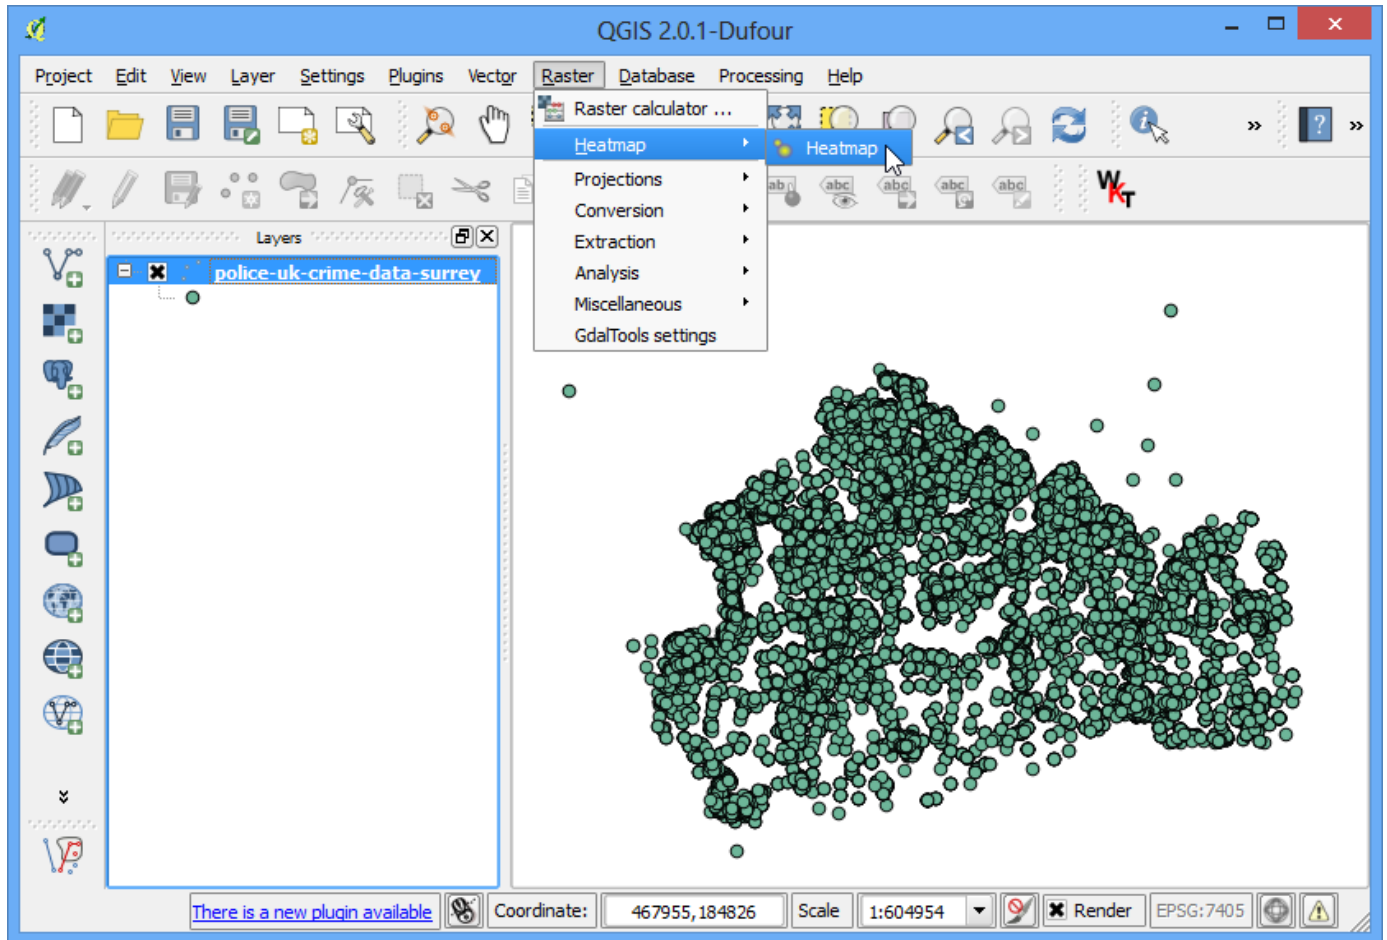 QGIS 2.0.1-Dufour
Project Edit View Layer Settings Plugins Vector Raster Database Processing Help
Raster calculator ...
Heatmap
Heatmap
Projections
Conversion
Extraction
Analysis
Miscellaneous
GdalTools settings
ab
abc
abc
abc
abc
WKT
Layers
police-uk-crime-data-surrey
There is a new plugin available
Coordinate: 467955,184826 Scale 1:604954 Render EPSG:7405